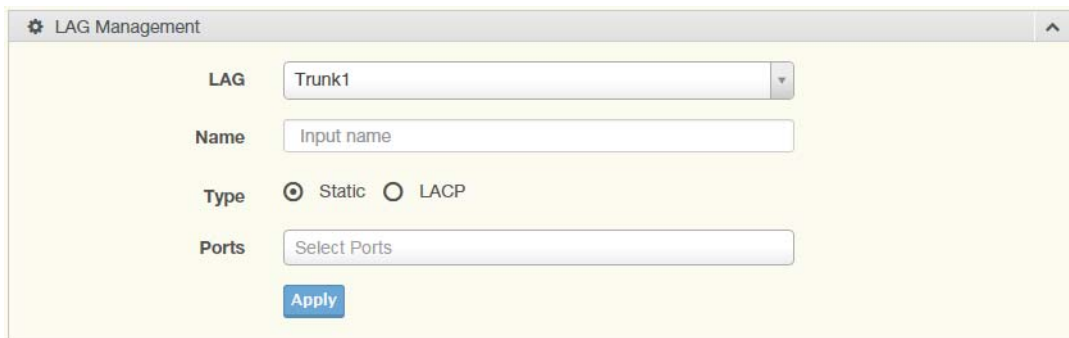 LAG Management
LAG Trunk1
Name Input name
Type Static LACP
Ports Select Ports
Apply